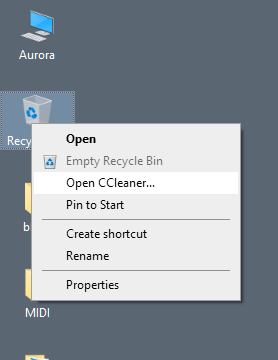 Aurora
Recy
Open
Empty Recycle Bin
Open CCleaner...
Pin to Start
Create shortcut
Rename
Properties
MIDI